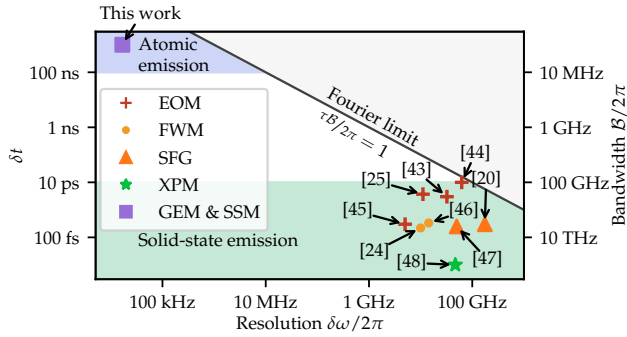 This work
Atomic
emission
100 ns
1 ns
10 ps
100 fs
δt
EOM
FWM
SFG
XPM
GEM & SSM
Fourier limit
τℬ/2π = 1
[44]
[43]
[25]
[20]
[45]
[46]
[24]
[48]
[47]
Solid-state emission
10 MHz
1 GHz
100 GHz
10 THz
Bandwidth ℬ/2π
100 kHz
10 MHz
1 GHz
100 GHz
Resolution δω/2π